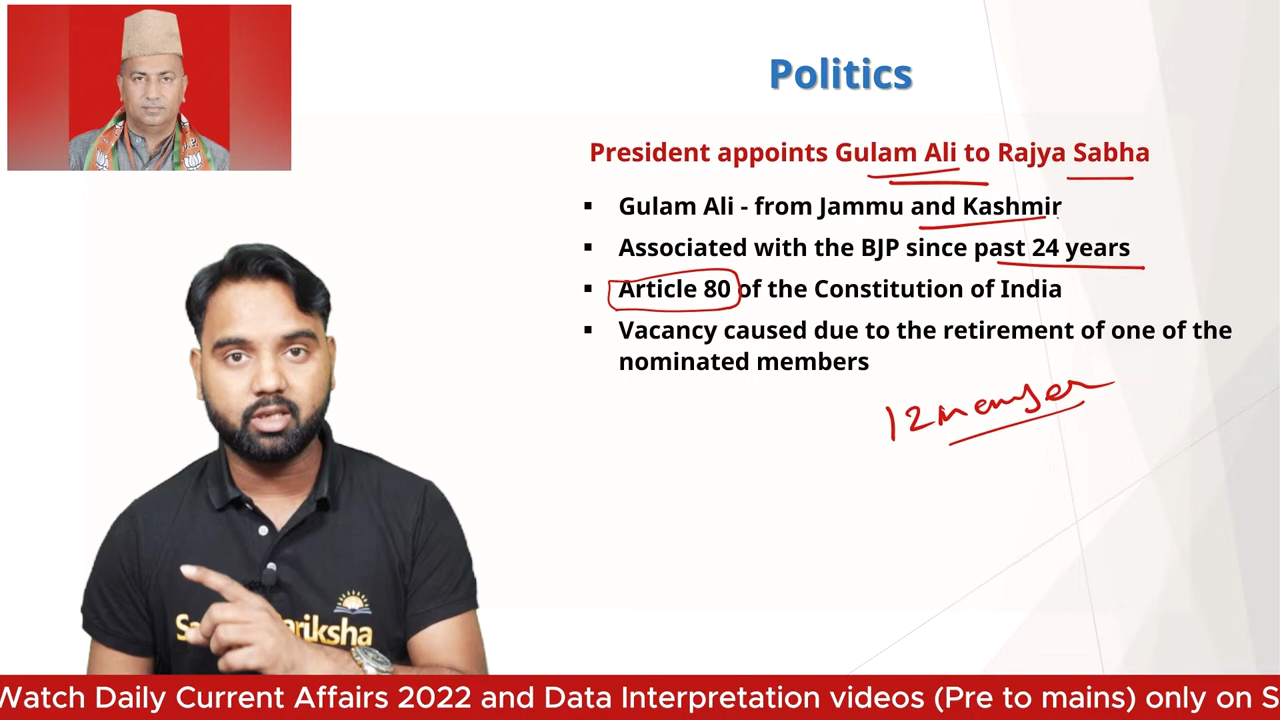 Politics
President appoints Gulam Ali to Rajya Sabha
▪ Gulam Ali - from Jammu and Kashmir
▪ Associated with the BJP since past 24 years
▪ Article 80 of the Constitution of India
▪ Vacancy caused due to the retirement of one of the
nominated members
12
riksha
Watch Daily Current Affairs 2022 and Data Interpretation videos (Pre to mains) only on S